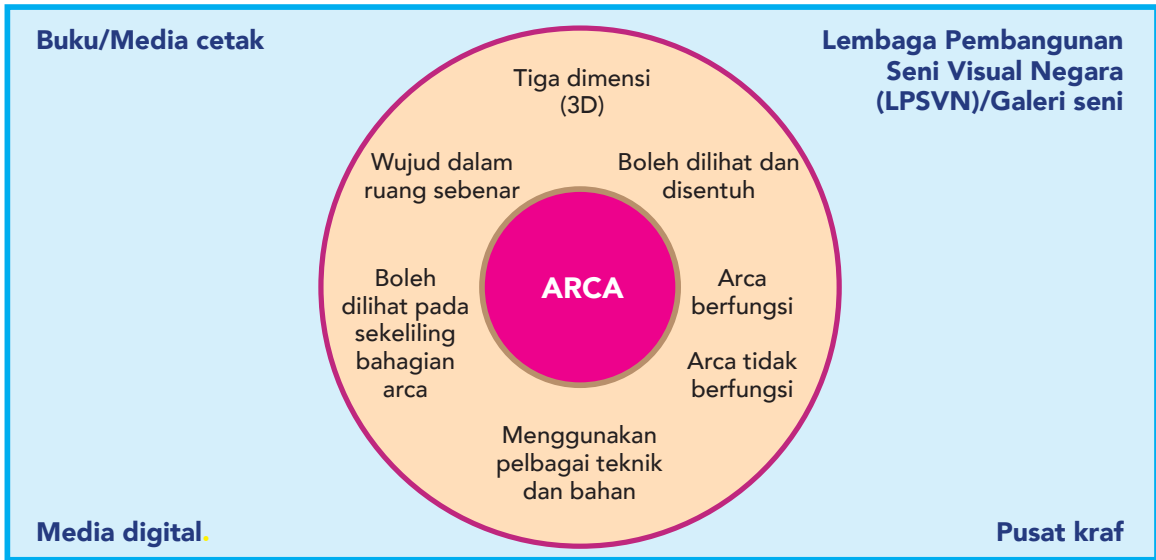 Buku/Media cetak
Lembaga Pembangunan
Seni Visual Negara
(LPSVN)/Galeri seni
Tiga dimensi
(3D)
Wujud dalam
ruang sebenar
Boleh dilihat dan
disentuh
Boleh
dilihat pada
sekeliling
bahagian
arca
ARCA
Arca
berfungsi
Arca tidak
berfungsi
Menggunakan
pelbagai teknik
dan bahan
Media digital.
Pusat kraf